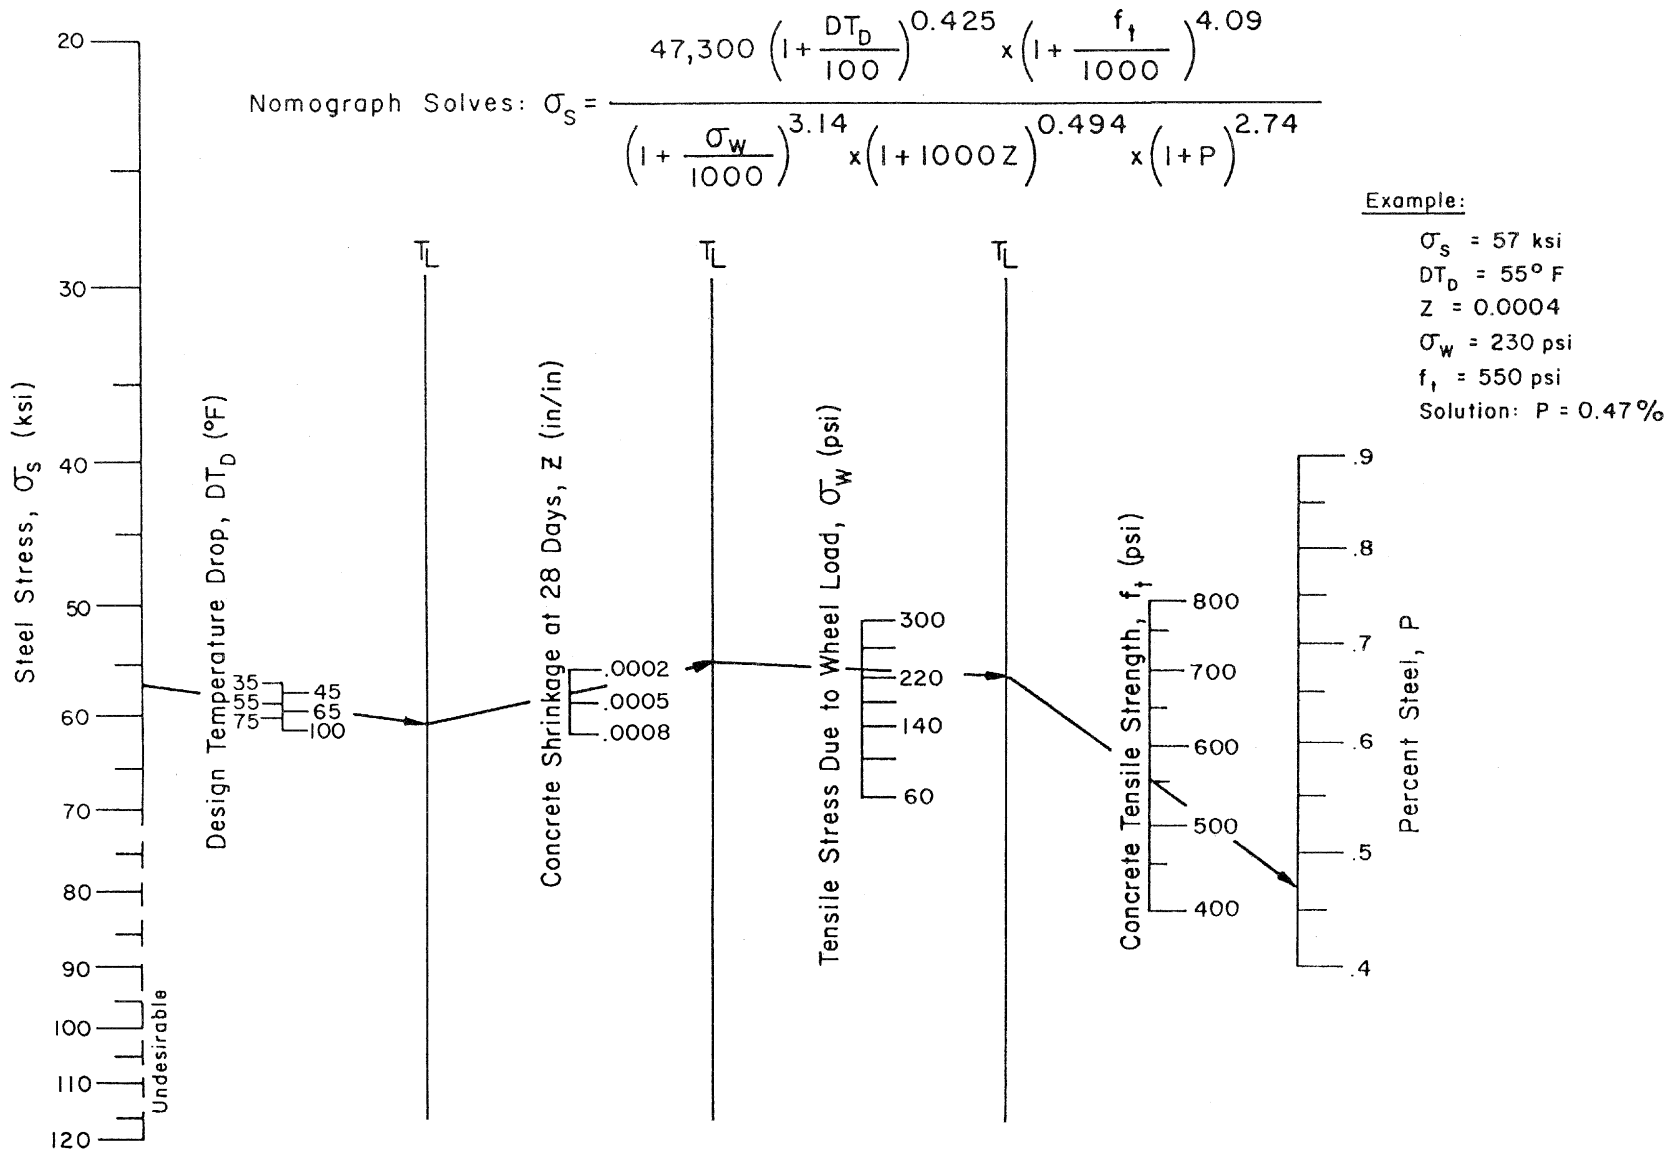 Nomograph Solves: σS = 47,300 (1 + DTD/100)^0.425 x (1 + ft/1000)^4.09 / (1 + σW/1000)^3.14 x (1 + 1000Z)^0.494 x (1 + P)^2.74
Example:
σS = 57 ksi
DTD = 55° F
Z = 0.0004
σW = 230 psi
ft = 550 psi
Solution: P = 0.47%
Steel Stress, σS (ksi)
20
30
40
50
60
70
80
90
100
110
120
Undesirable
Design Temperature Drop, DTD (°F)
35
45
55
65
75
100
TL
Concrete Shrinkage at 28 Days, Z (in/in)
.0002
.0005
.0008
TL
Tensile Stress Due to Wheel Load, σW (psi)
300
220
140
60
TL
Concrete Tensile Strength, ft (psi)
800
700
600
500
400
Percent Steel, P
.9
.8
.7
.6
.5
.4